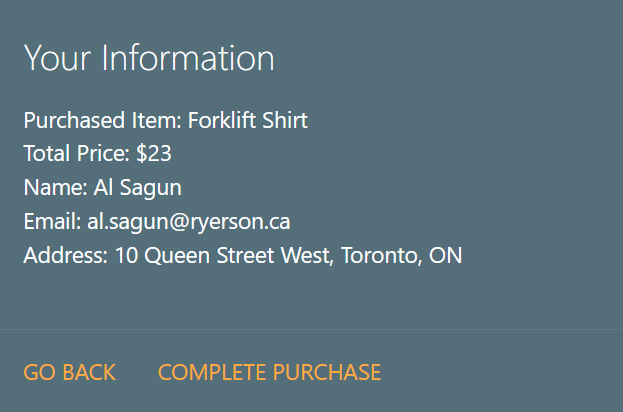 Your Information
Purchased Item: Forklift Shirt
Total Price: $23
Name: Al Sagun
Email: al.sagun@ryerson.ca
Address: 10 Queen Street West, Toronto, ON
GO BACK COMPLETE PURCHASE